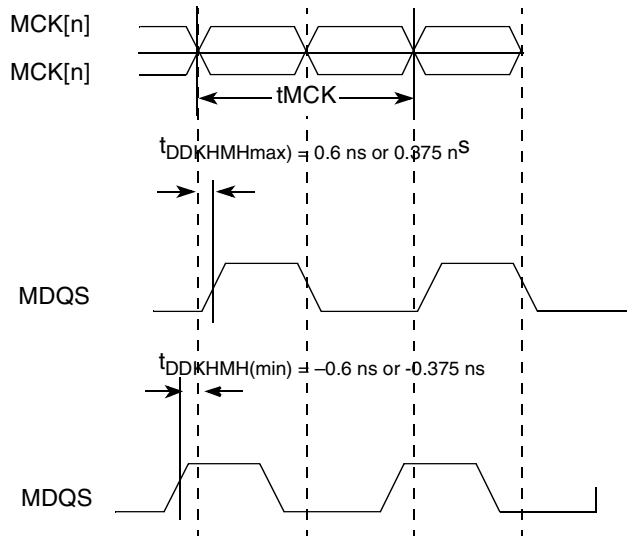 MCK[n]
MCK[n]
tMCK
tDDKHMHmax) = 0.6 ns or 0.375 ns
MDQS
tDDKHMH(min) = –0.6 ns or -0.375 ns
MDQS